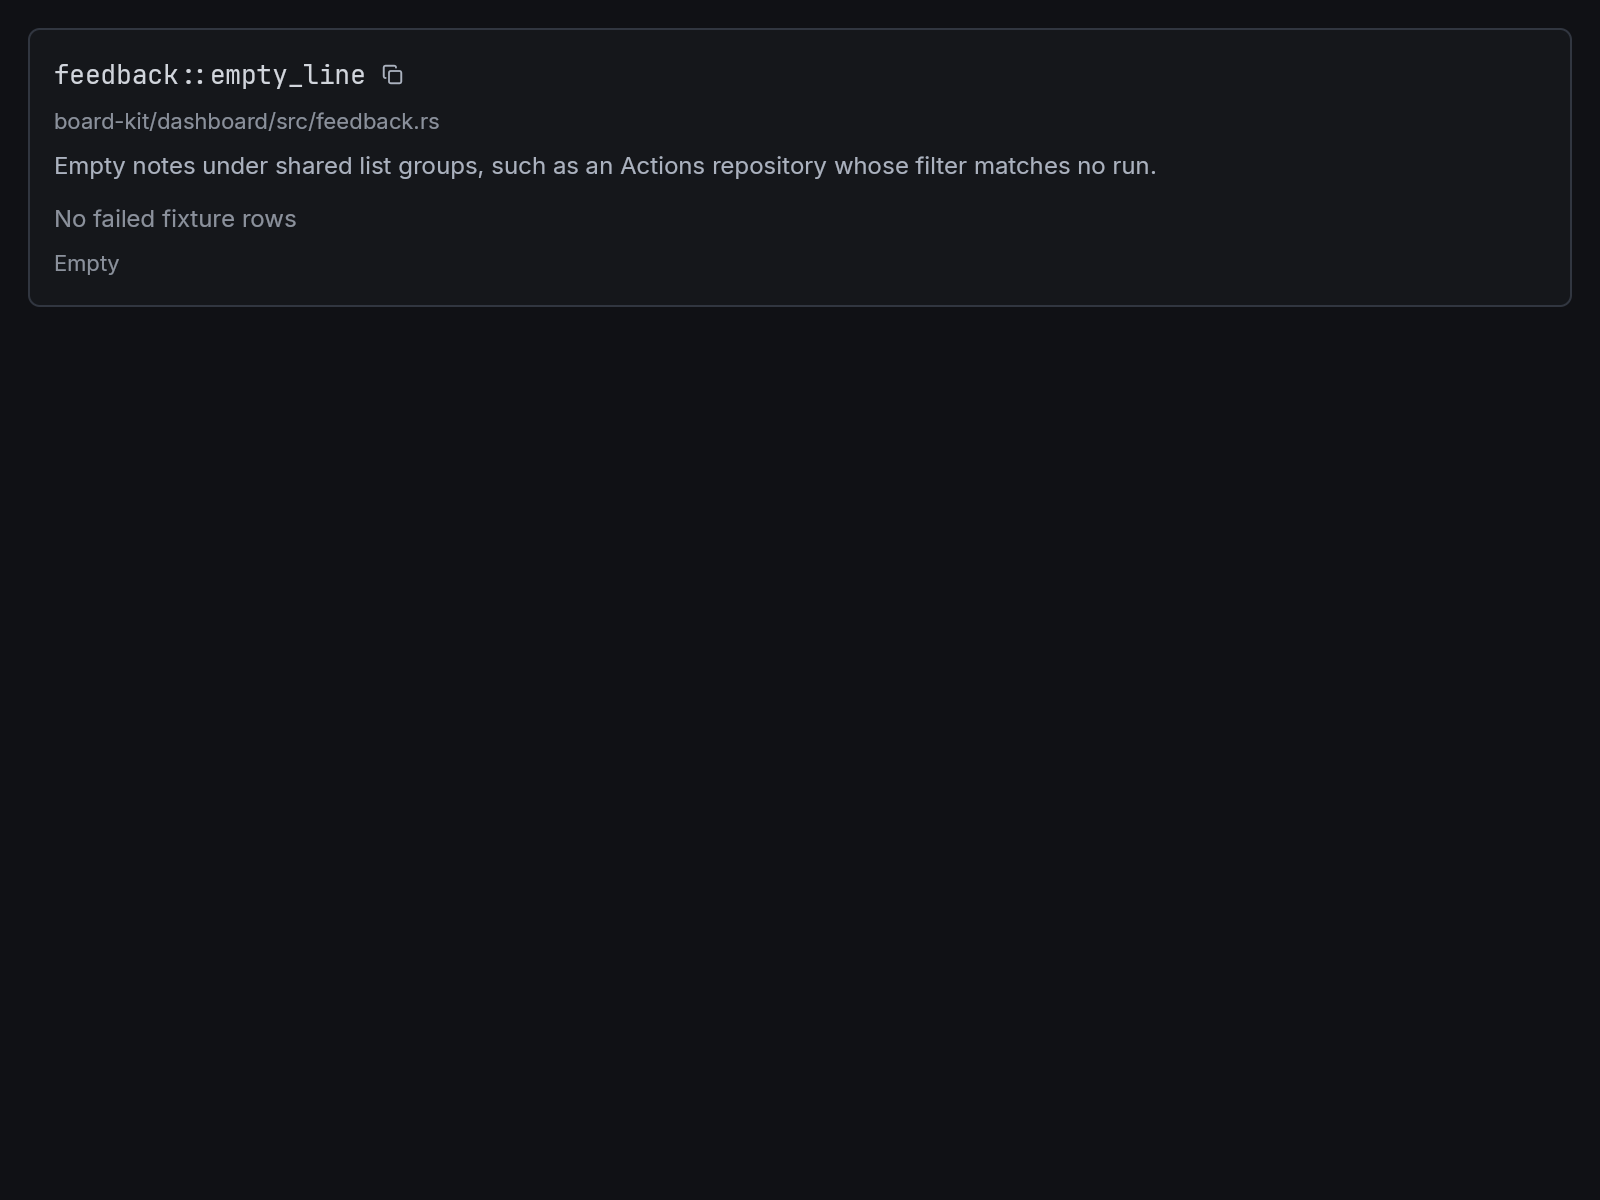 feedback::empty_line
board-kit/dashboard/src/feedback.rs
Empty notes under shared list groups, such as an Actions repository whose filter matches no run.
No failed fixture rows
Empty